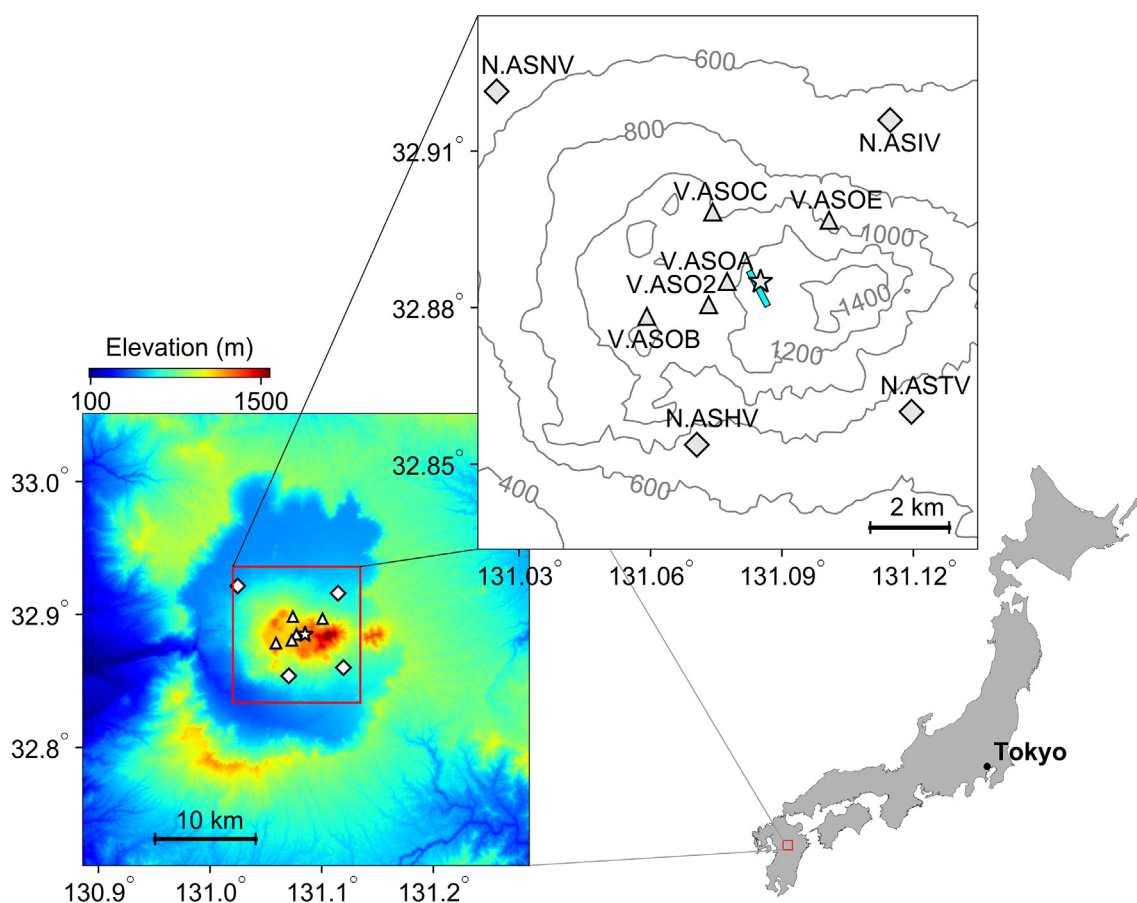 600
N.ASNV
800
N.ASIV
32.91°
V.ASOC
V.ASOE
1000
V.ASOA
V.ASO2
1400
32.88°
V.ASOB
1200
Elevation (m)
100
1500
N.ASTV
N.ASHV
32.85°
400
600
2 km
33.0°
131.03°
131.06°
131.09°
131.12°
32.9°
32.8°
Tokyo
10 km
130.9°
131.0°
131.1°
131.2°